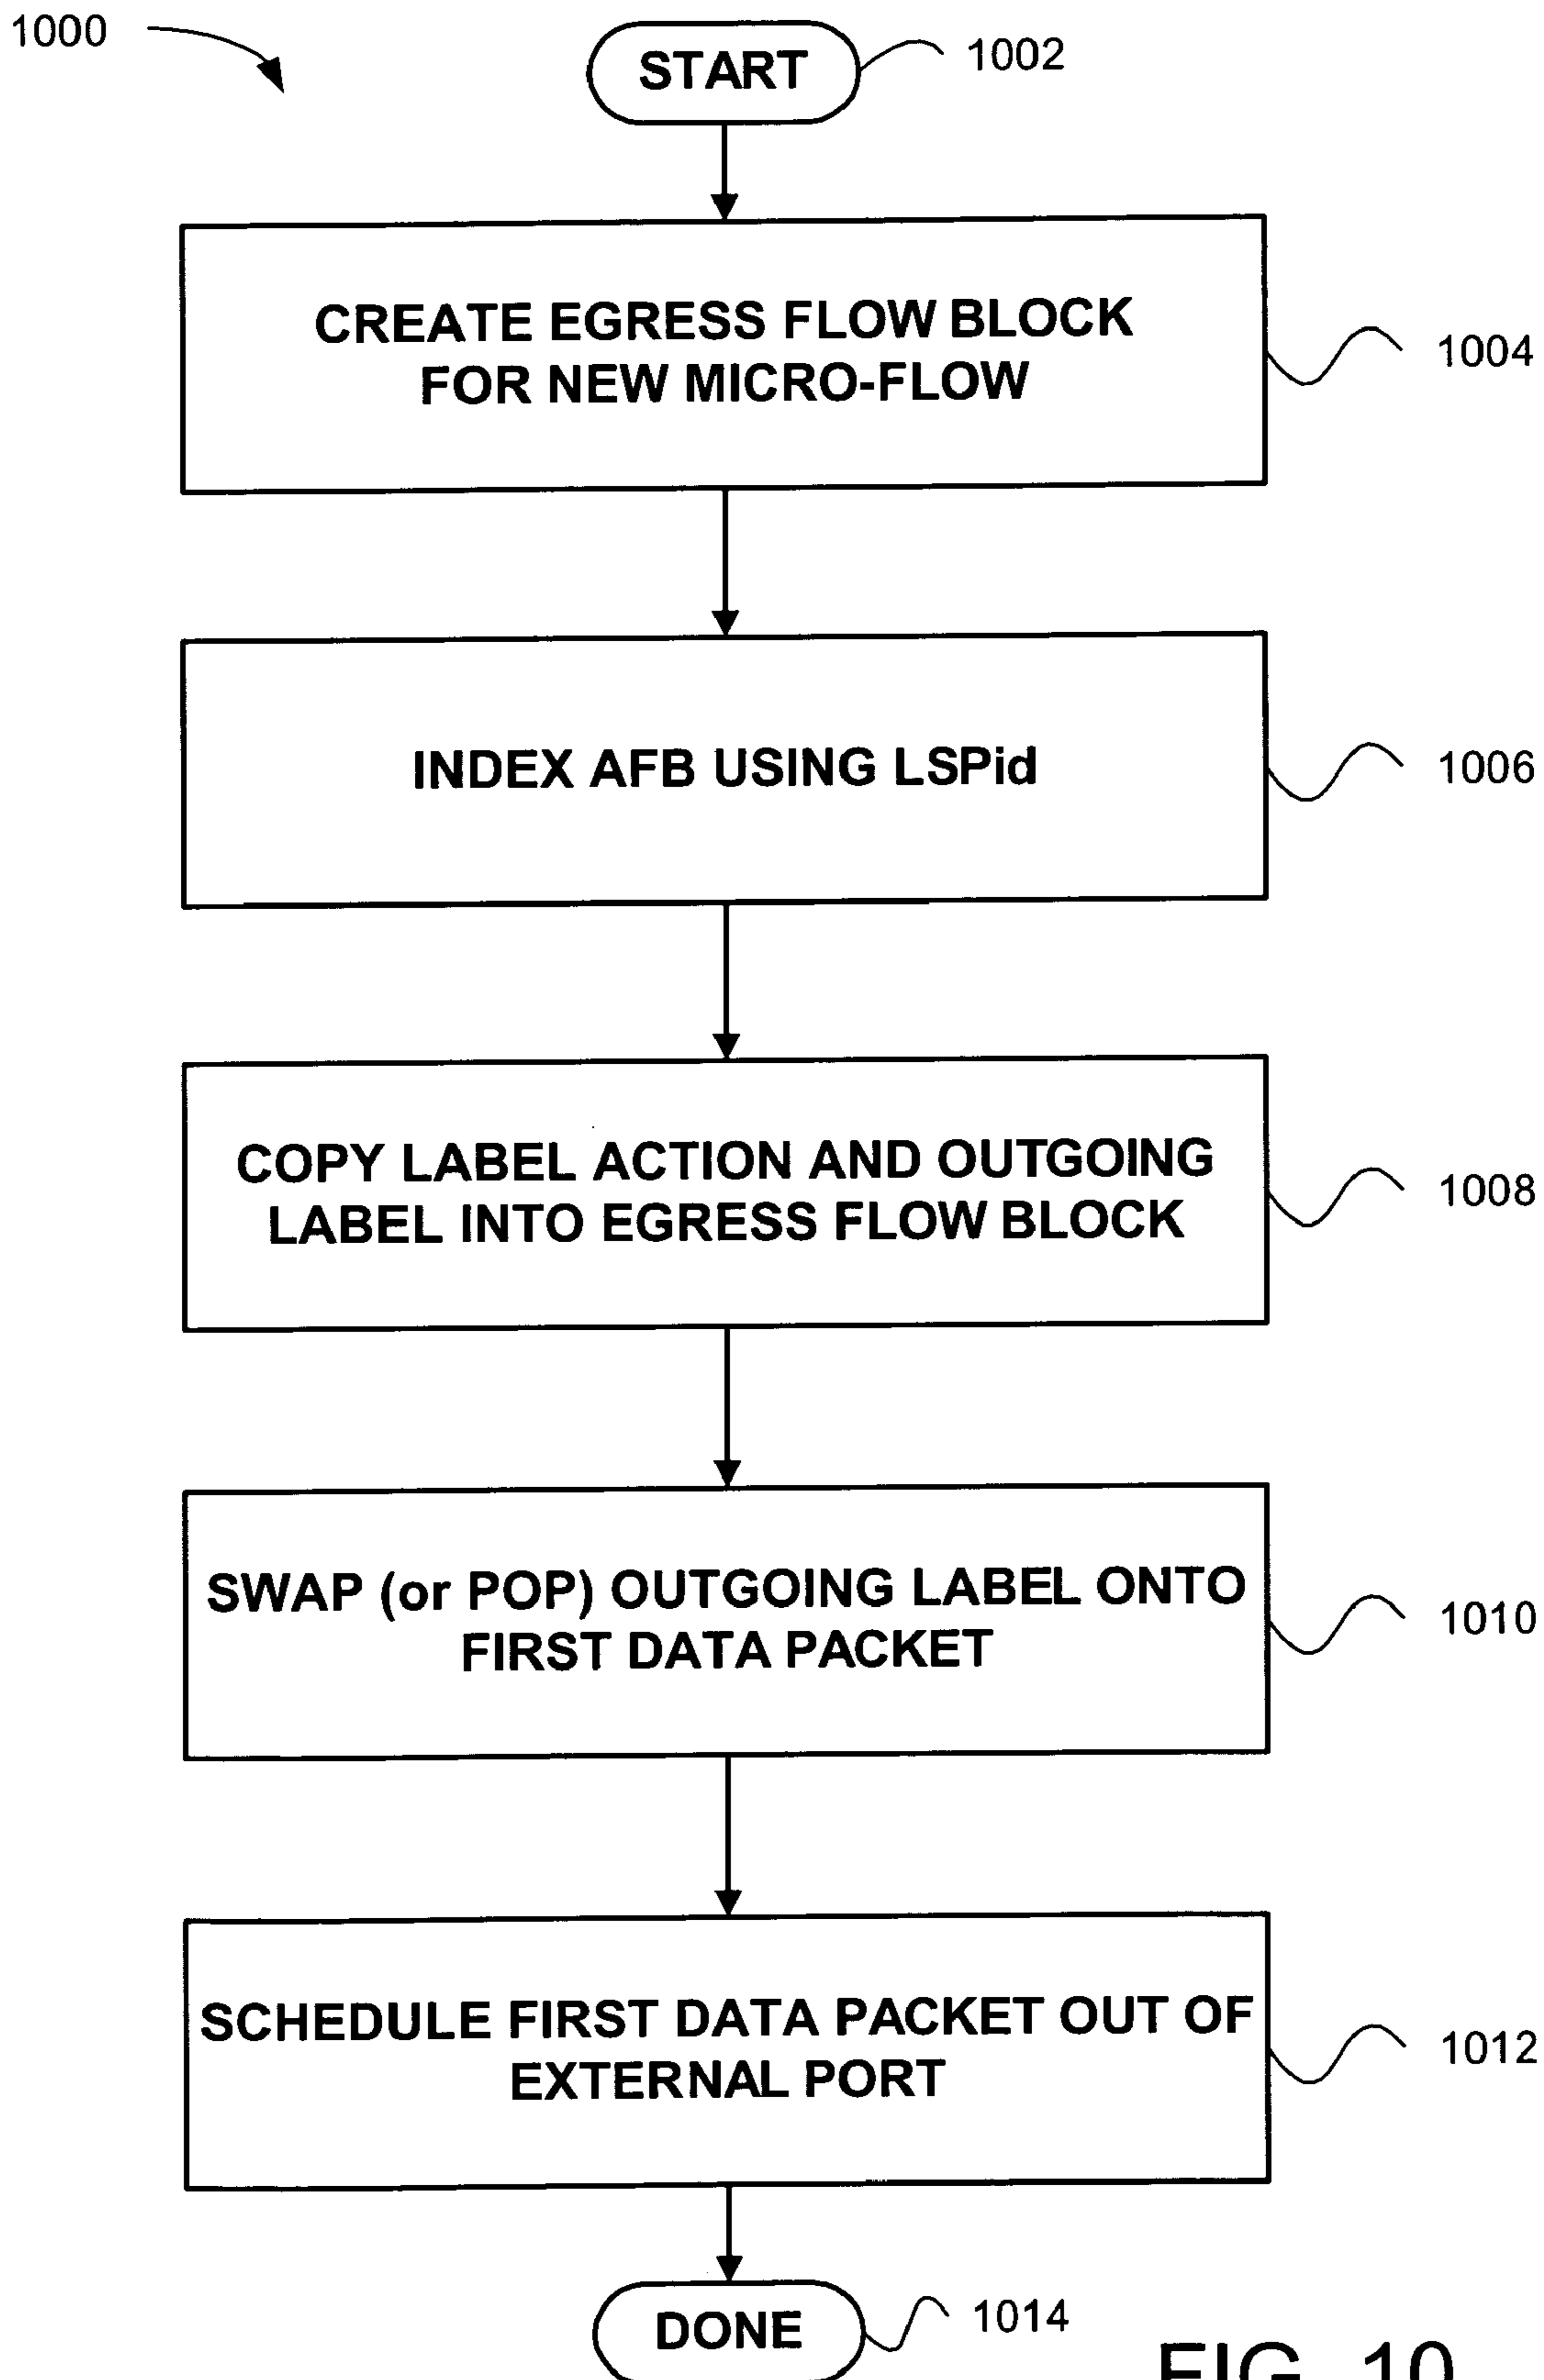 1000
START
1002
CREATE EGRESS FLOW BLOCK
FOR NEW MICRO-FLOW
1004
INDEX AFB USING LSPid
1006
COPY LABEL ACTION AND OUTGOING
LABEL INTO EGRESS FLOW BLOCK
1008
SWAP (or POP) OUTGOING LABEL ONTO
FIRST DATA PACKET
1010
SCHEDULE FIRST DATA PACKET OUT OF
EXTERNAL PORT
1012
DONE
1014
FIG. 10